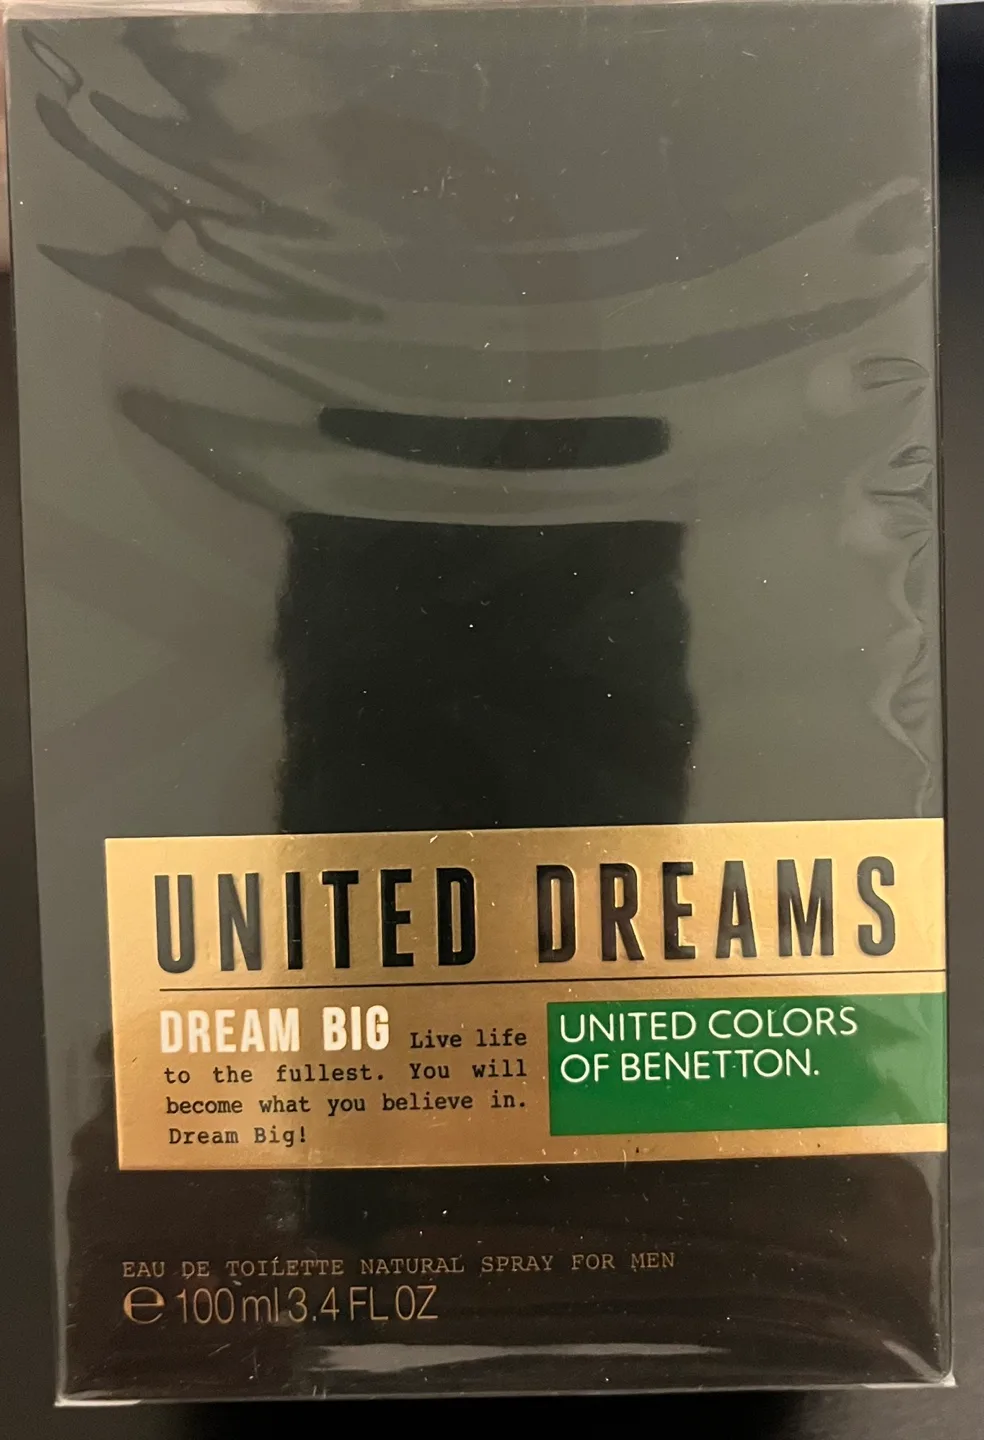 UNITED DREAMS
DREAM BIG Live life
to the fullest. You will
become what you believe in.
Dream Big!
UNITED COLORS
OF BENETTON.
EAU DE TOILETTE NATURAL SPRAY FOR MEN
℮ 100 ml 3.4 FL OZ